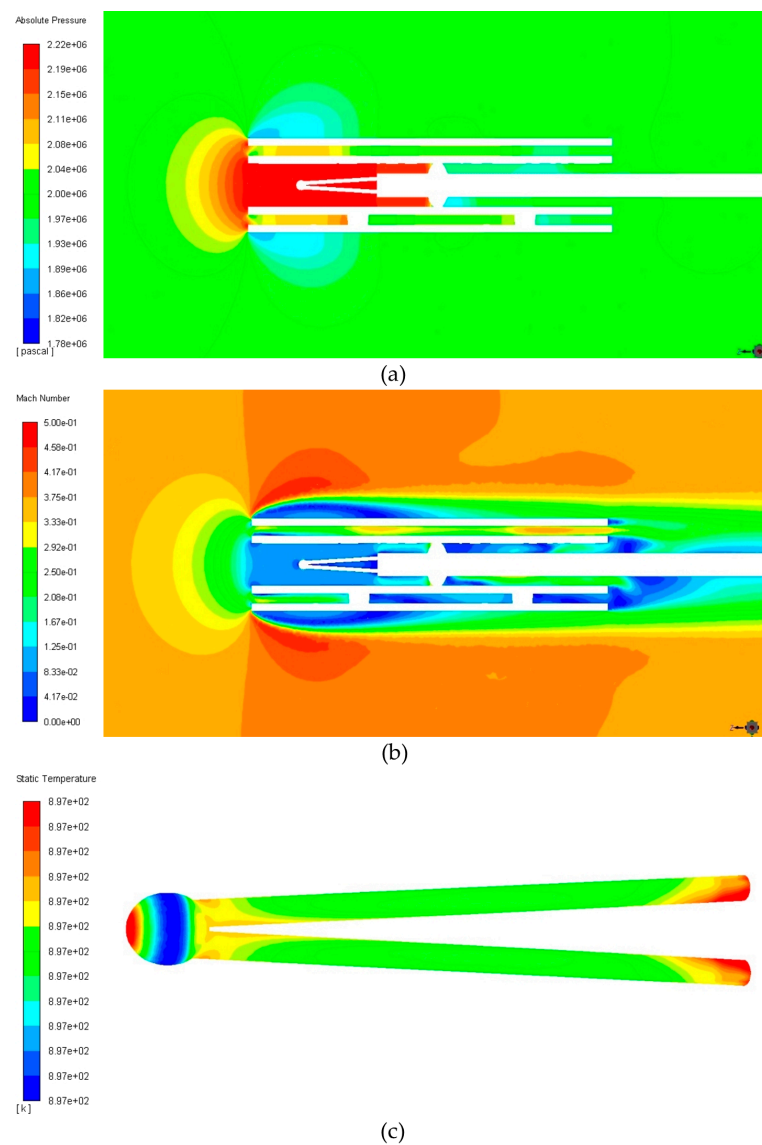 Absolute Pressure
2.22e+06
2.19e+06
2.15e+06
2.11e+06
2.08e+06
2.04e+06
2.00e+06
1.97e+06
1.93e+06
1.89e+06
1.86e+06
1.82e+06
1.78e+06
[ pascal ]
(a)
Mach Number
5.00e-01
4.58e-01
4.17e-01
3.75e-01
3.33e-01
2.92e-01
2.50e-01
2.08e-01
1.67e-01
1.25e-01
8.33e-02
4.17e-02
0.00e+00
(b)
Static Temperature
8.97e+02
8.97e+02
8.97e+02
8.97e+02
8.97e+02
8.97e+02
8.97e+02
8.97e+02
8.97e+02
8.97e+02
8.97e+02
8.97e+02
8.97e+02
[ k ]
(c)